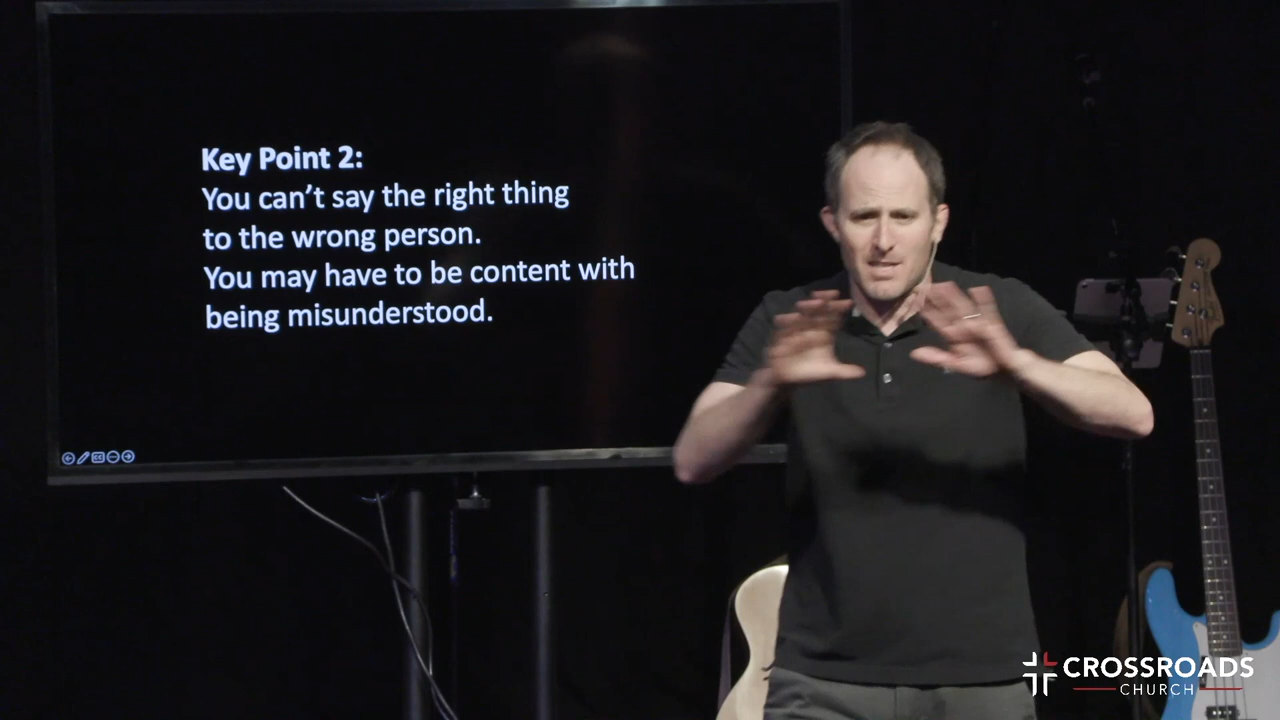 Key Point 2:
You can't say the right thing
to the wrong person.
You may have to be content with
being misunderstood.
CROSSROADS
CHURCH